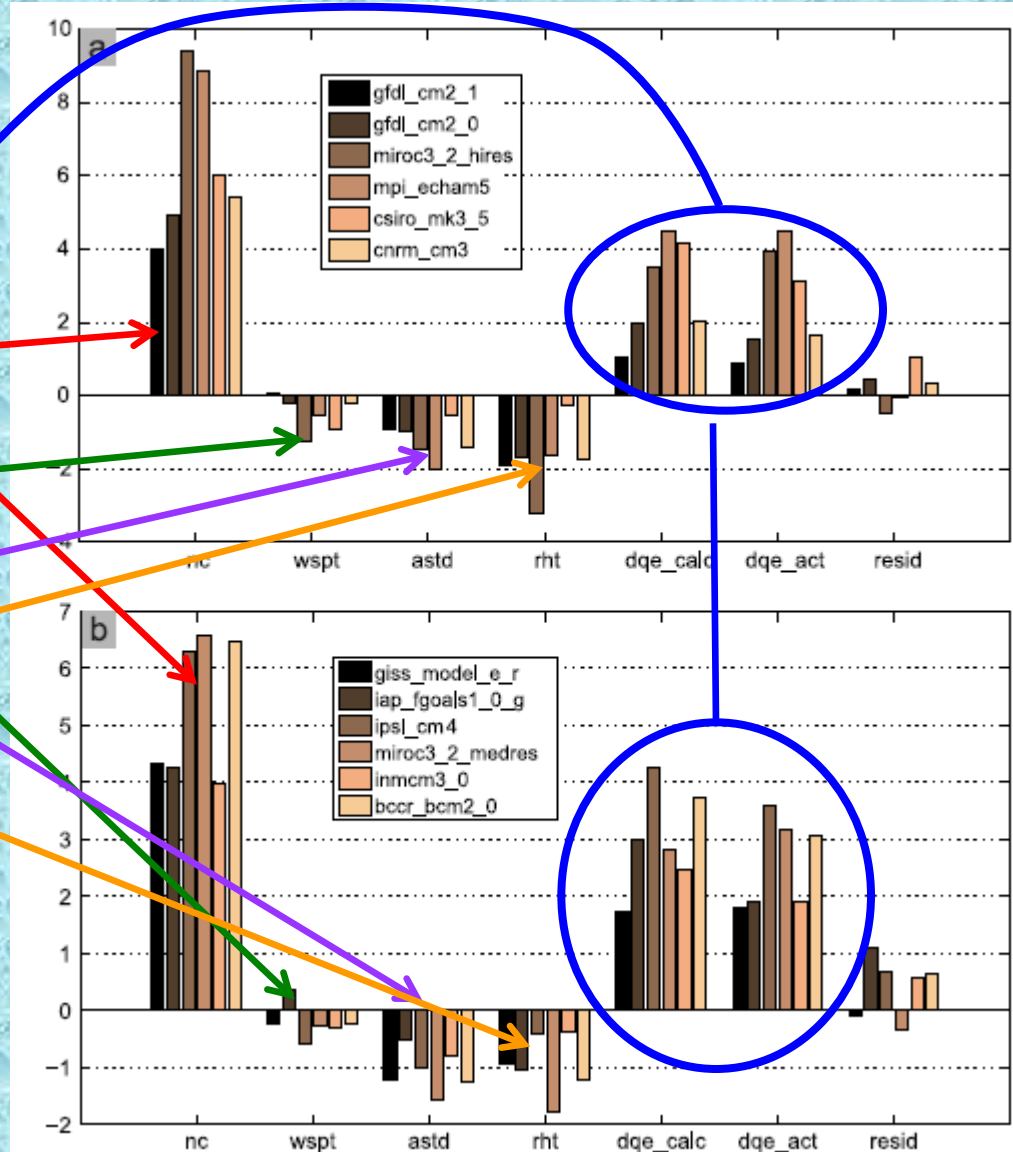 10
a
8
6
4
2
0
−2
4
gfdl_cm2_1
gfdl_cm2_0
miroc3_2_hires
mpi_echam5
csiro_mk3_5
cnrm_cm3
nc
wspt
astd
rht
dqe_calc
dqe_act
resid
7
b
6
5
4
3
2
1
0
−1
−2
giss_model_e_r
iap_fgoals1_0_g
ipsl_cm4
miroc3_2_medres
inmcm3_0
bccr_bcm2_0
nc
wspt
astd
rht
dqe_calc
dqe_act
resid